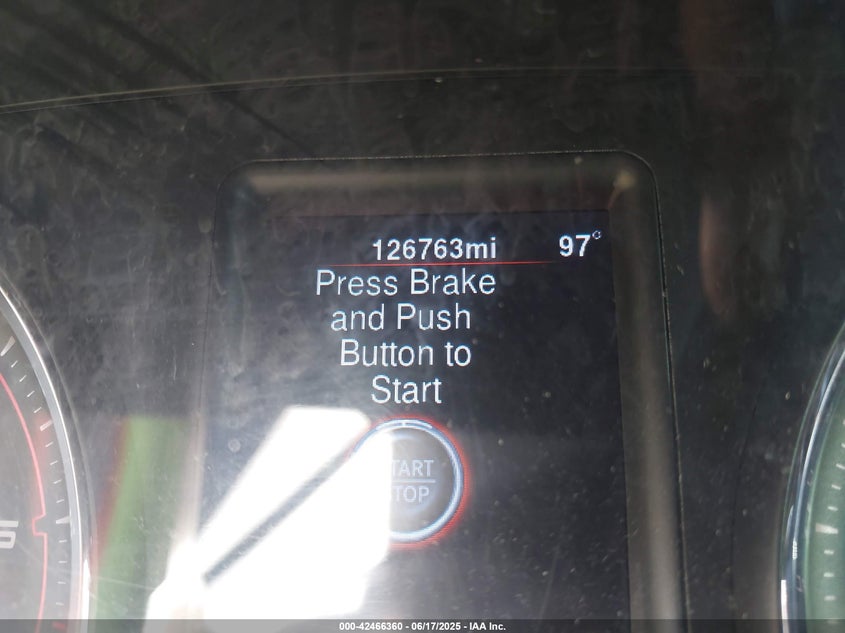 126763mi 97°
Press Brake
and Push
Button to
Start
START
STOP
000-42466360 - 06/17/2025 - IAA Inc.